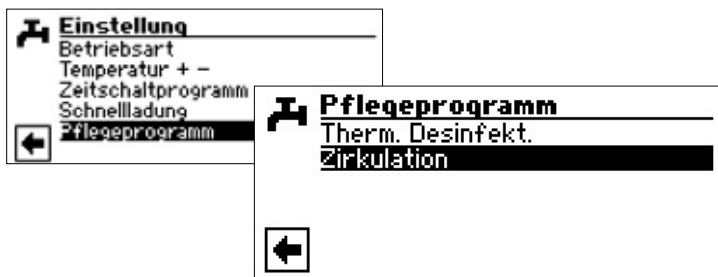 Einstellung
Betriebsart
Temperatur + -
Zeitschaltprogramm
Schnellladung
Pflegeprogramm
Pflegeprogramm
Therm. Desinfekt.
Zirkulation